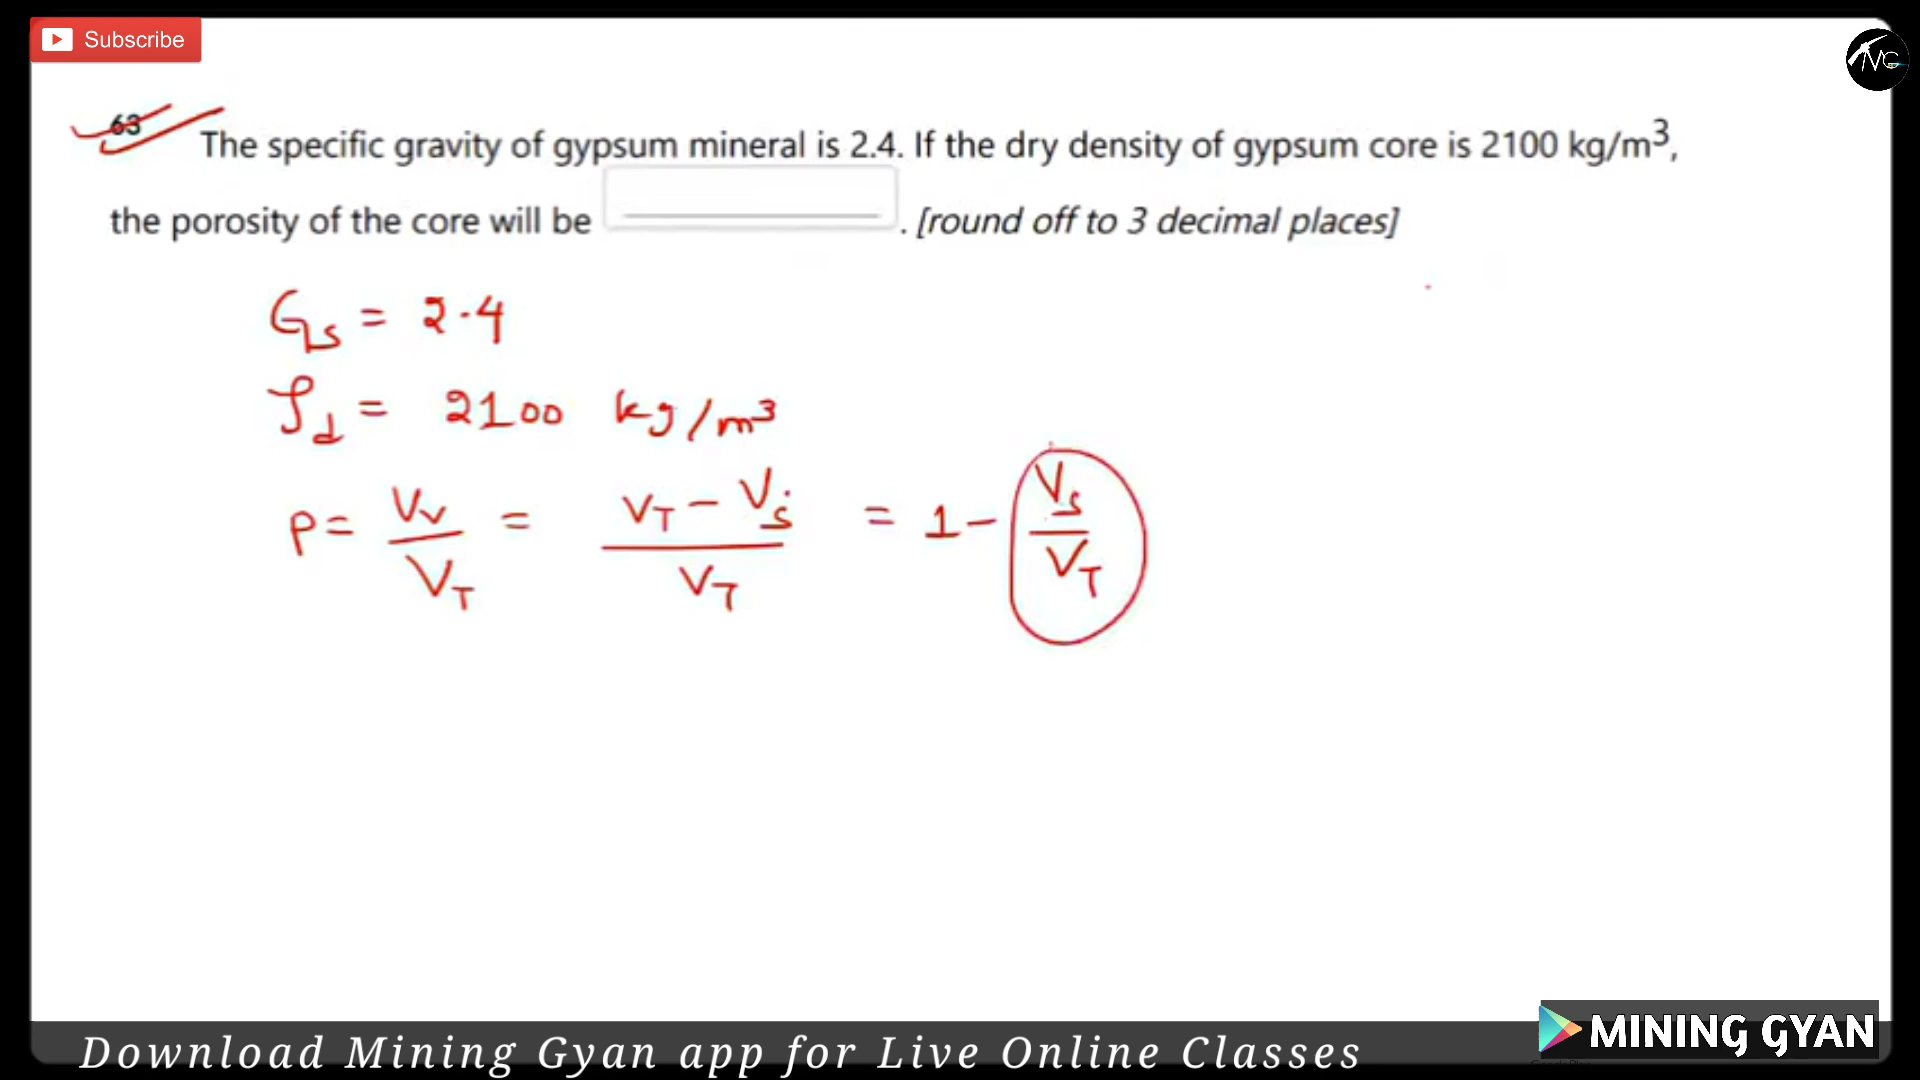 Subscribe
MG
63
The specific gravity of gypsum mineral is 2.4. If the dry density of gypsum core is 2100 kg/m³,
the porosity of the core will be __________ . [round off to 3 decimal places]
Gs = 2.4
ρd = 2100 kg/m³
P = Vv/VT = (VT - Vs)/VT = 1 - Vs/VT
MINING GYAN
Download Mining Gyan app for Live Online Classes